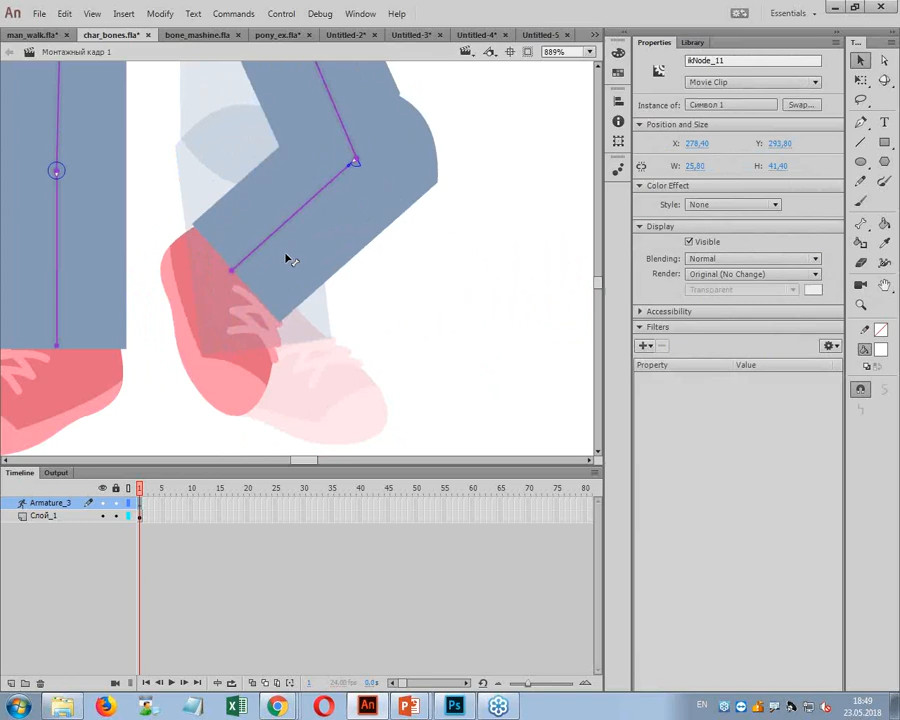 An File Edit View Insert Modify Text Commands Control Debug Window Help Essentials
man_walk.fla* × char_bones.fla* × bone_mashine.fla pony_ex.fla* × Untitled-2* × Untitled-3* × Untitled-4* × Untitled-5
Монтажный кадр 1 889%
Properties Library T...
ikNode_11
Movie Clip
Instance of: Символ 1 Swap...
Position and Size
X: 278,40 Y: 293,80
W: 25,80 H: 41,40
Color Effect
Style: None
Display
Visible
Blending: Normal
Render: Original (No Change)
Transparent
Accessibility
Filters
Property Value
Timeline Output
1 5 10 15 20 25 30 35 40 45 50 55 60 65 70 75 80
Armature_3
Слой_1
1 24.00 fps 0.0s
EN 18:49
23.05.2018